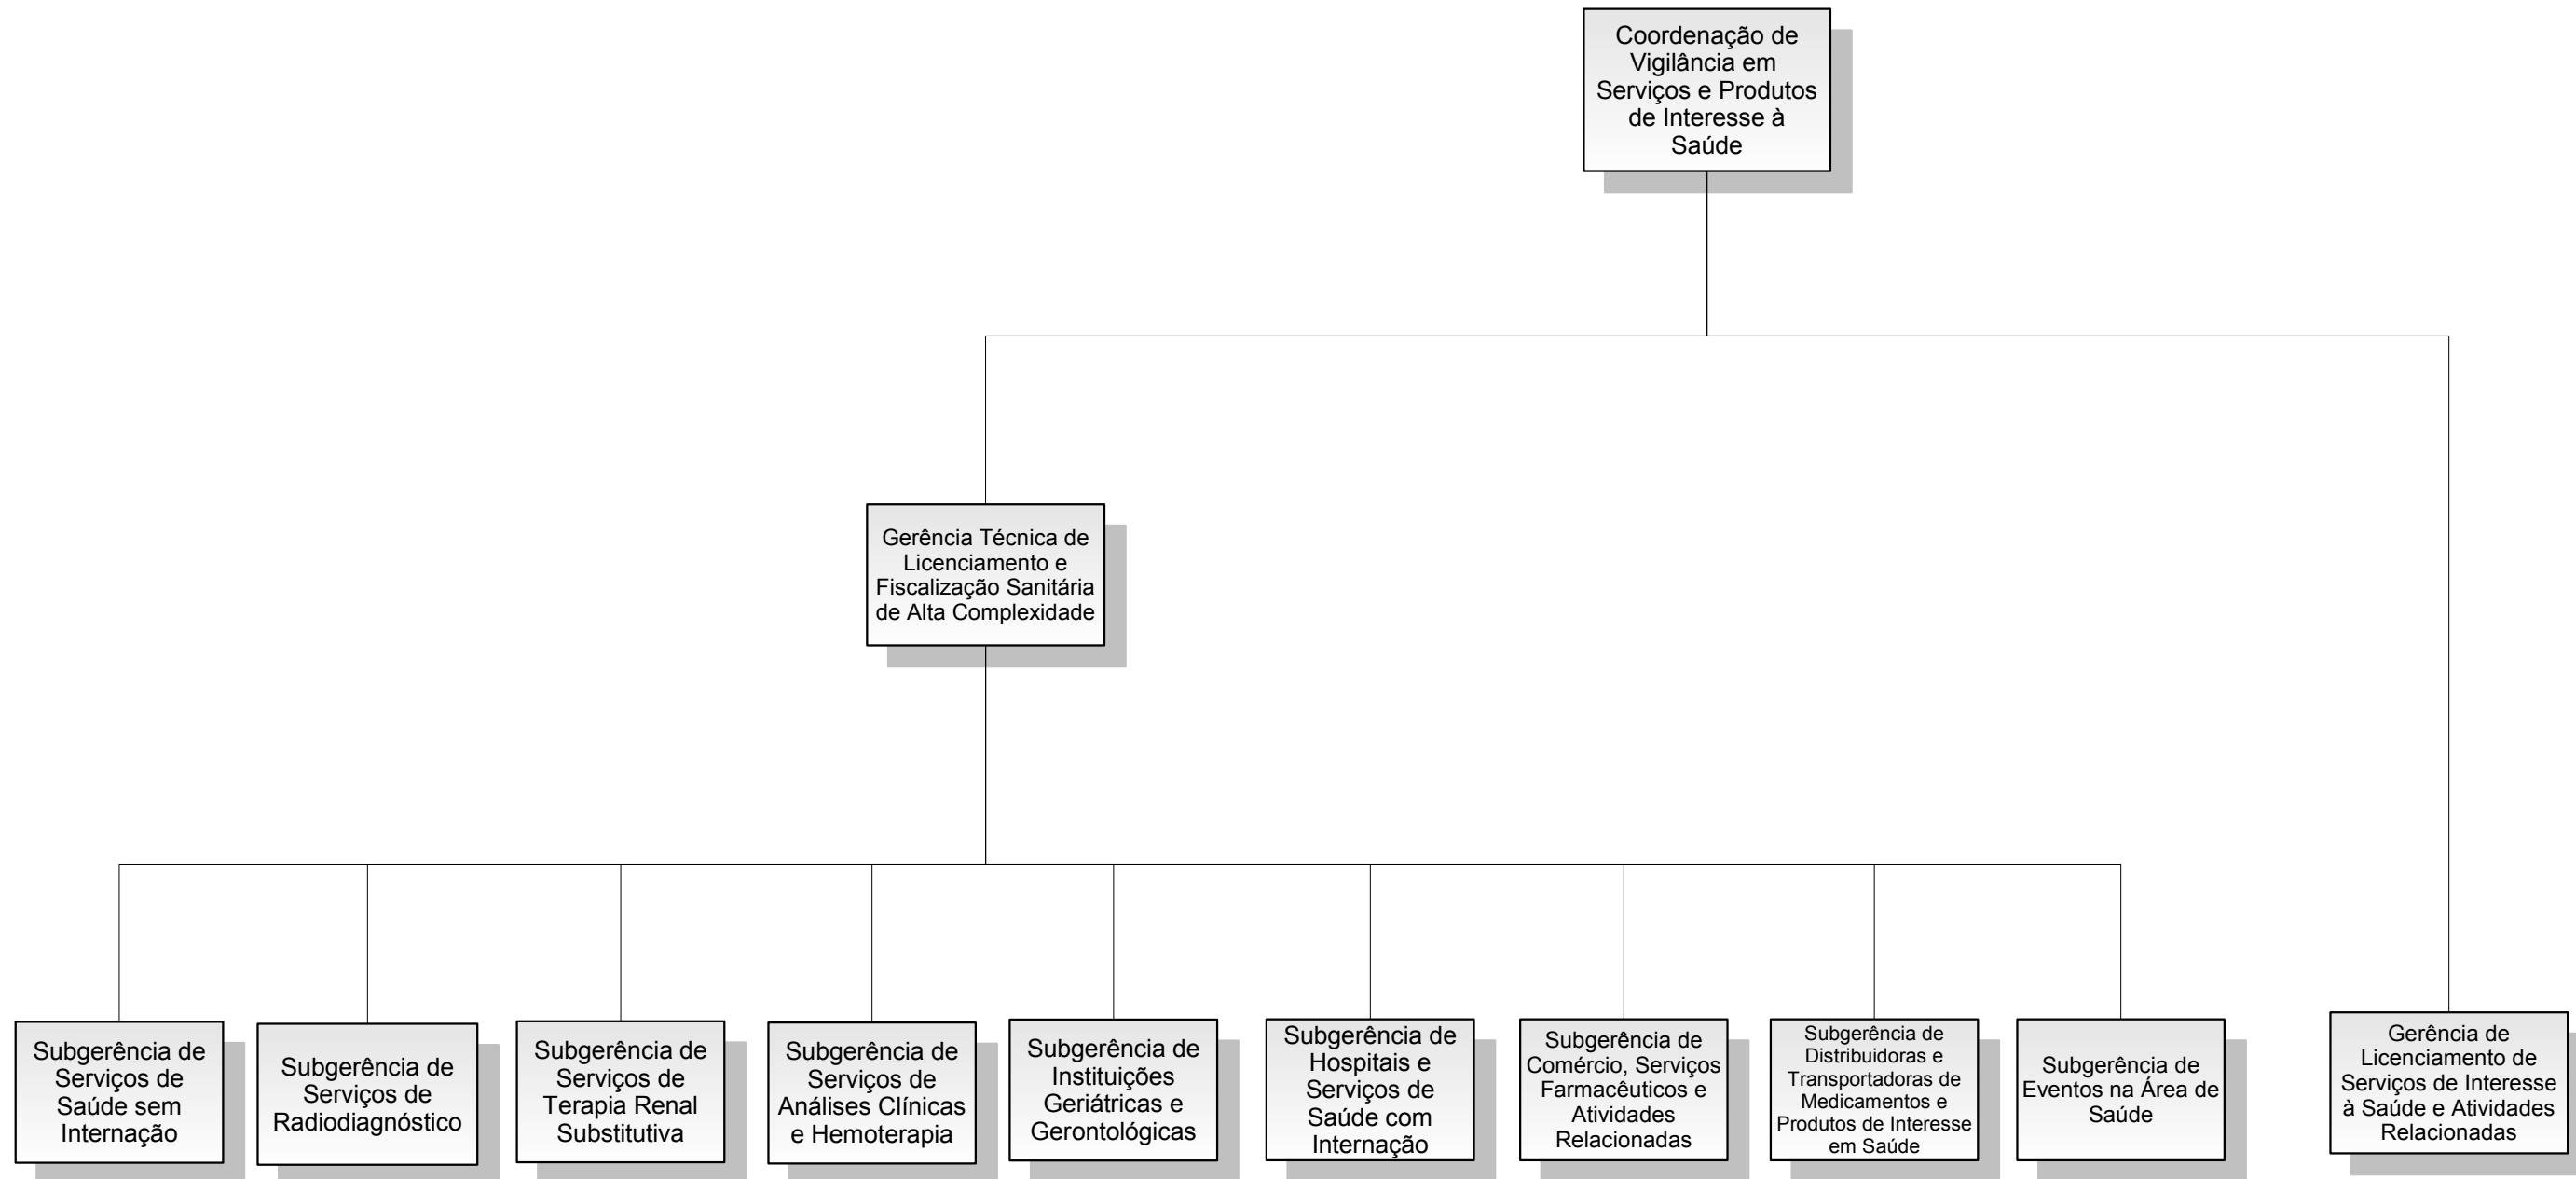 Coordenação de
Vigilância em
Serviços e Produtos
de Interesse à
Saúde
Gerência Técnica de
Licenciamento e
Fiscalização Sanitária
de Alta Complexidade
Subgerência de
Serviços de
Saúde sem
Internação
Subgerência de
Serviços de
Radiodiagnóstico
Subgerência de
Serviços de
Terapia Renal
Substitutiva
Subgerência de
Serviços de
Análises Clínicas
e Hemoterapia
Subgerência de
Instituições
Geriátricas e
Gerontológicas
Subgerência de
Hospitais e
Serviços de
Saúde com
Internação
Subgerência de
Comércio, Serviços
Farmacêuticos e
Atividades
Relacionadas
Subgerência de
Distribuidoras e
Transportadoras de
Medicamentos e
Produtos de Interesse
em Saúde
Subgerência de
Eventos na Área de
Saúde
Gerência de
Licenciamento de
Serviços de Interesse
à Saúde e Atividades
Relacionadas